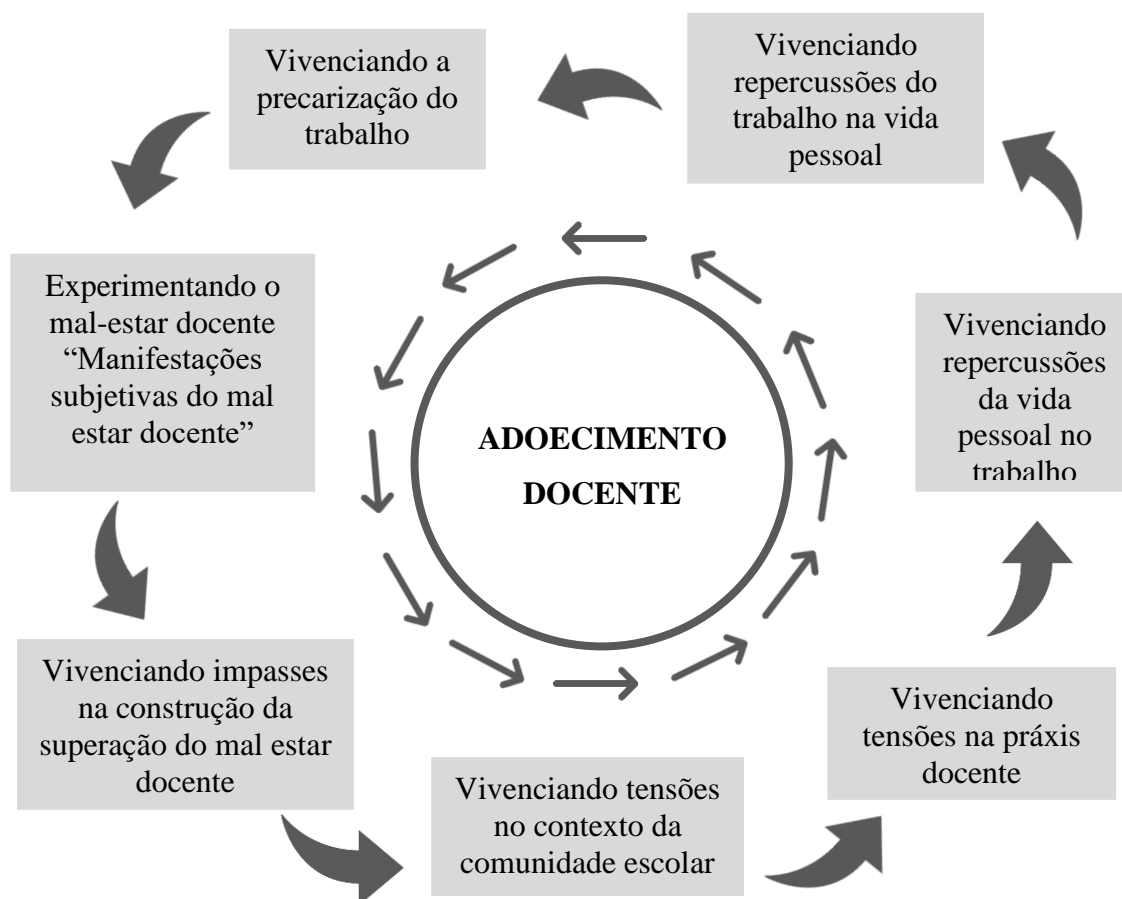 Vivenciando a
precarização do
trabalho
Vivenciando
repercussões do
trabalho na vida
pessoal
Experimentando o
mal-estar docente
“Manifestações
subjetivas do mal
estar docente”
ADOECIMENTO
DOCENTE
Vivenciando
repercussões
da vida
pessoal no
trabalho
Vivenciando impasses
na construção da
superação do mal estar
docente
Vivenciando tensões
no contexto da
comunidade escolar
Vivenciando
tensões na práxis
docente